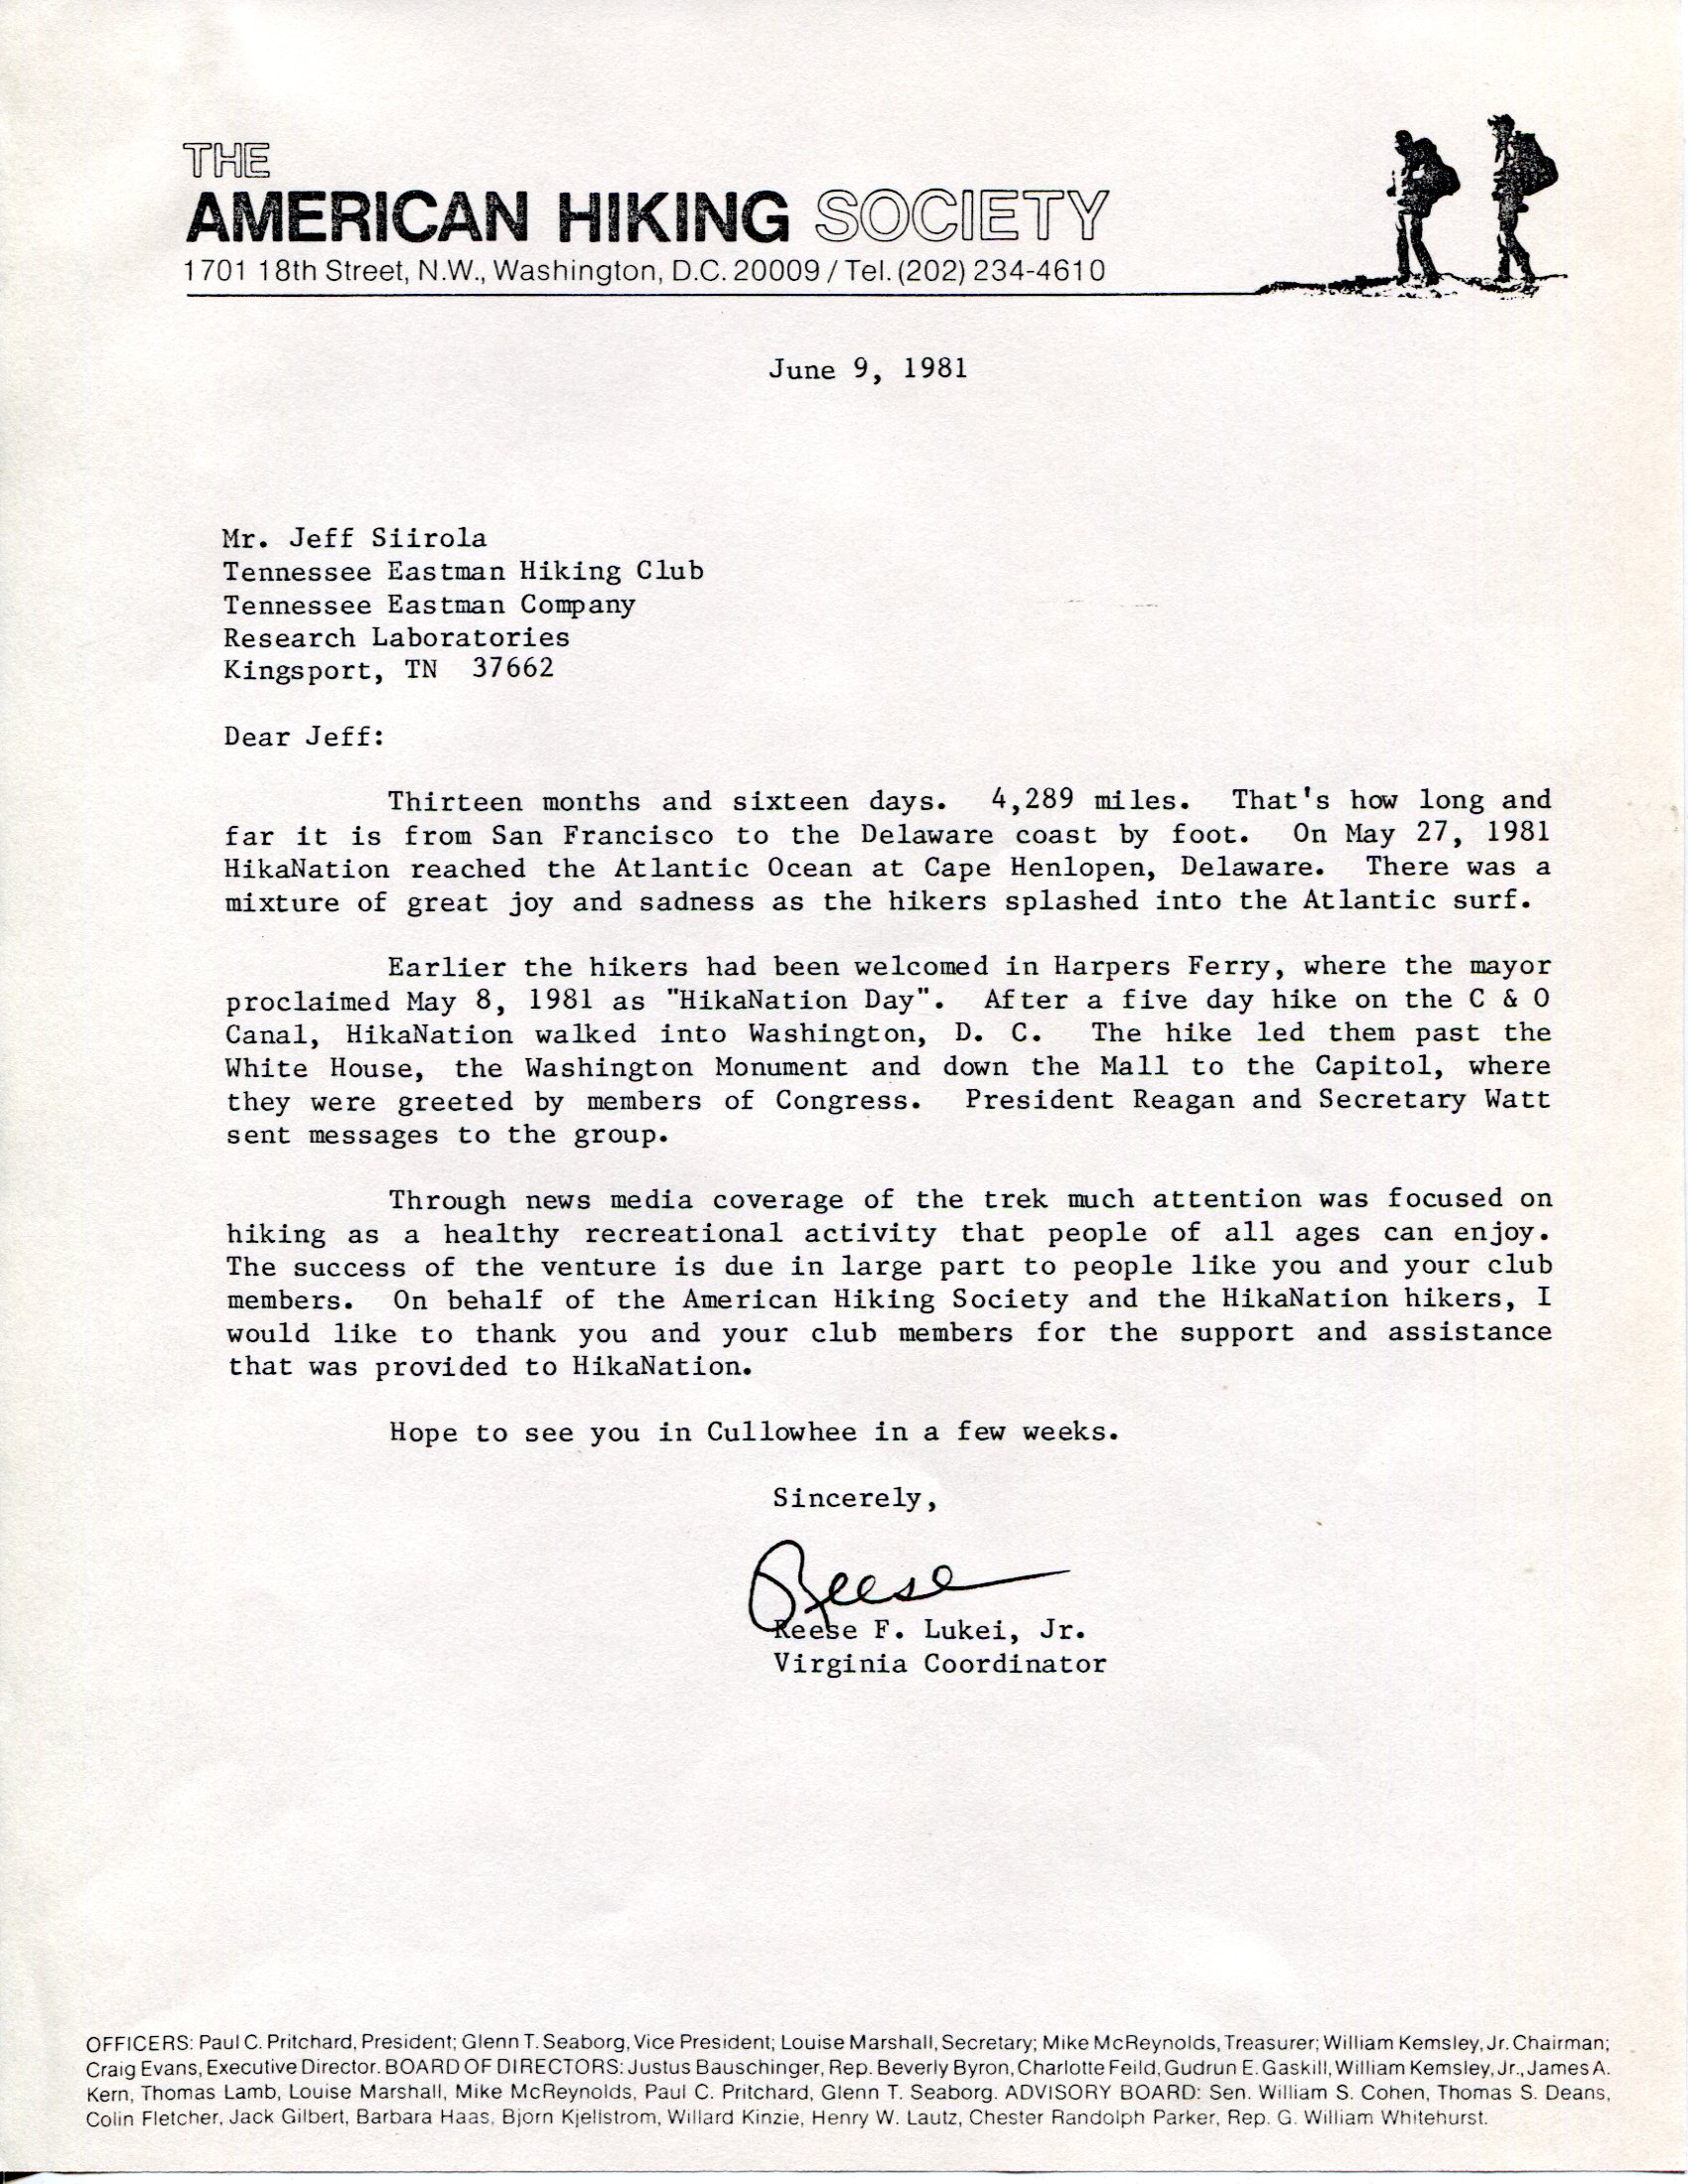 THE
AMERICAN HIKING SOCIETY
1701 18th Street, N.W., Washington, D.C. 20009 / Tel. (202) 234-4610
June 9, 1981
Mr. Jeff Siirola
Tennessee Eastman Hiking Club
Tennessee Eastman Company
Research Laboratories
Kingsport, TN 37662
Dear Jeff:
Thirteen months and sixteen days. 4,289 miles. That's how long and
far it is from San Francisco to the Delaware coast by foot. On May 27, 1981
HikaNation reached the Atlantic Ocean at Cape Henlopen, Delaware. There was a
mixture of great joy and sadness as the hikers splashed into the Atlantic surf.
Earlier the hikers had been welcomed in Harpers Ferry, where the mayor
proclaimed May 8, 1981 as "HikaNation Day". After a five day hike on the C & O
Canal, HikaNation walked into Washington, D. C. The hike led them past the
White House, the Washington Monument and down the Mall to the Capitol, where
they were greeted by members of Congress. President Reagan and Secretary Watt
sent messages to the group.
Through news media coverage of the trek much attention was focused on
hiking as a healthy recreational activity that people of all ages can enjoy.
The success of the venture is due in large part to people like you and your club
members. On behalf of the American Hiking Society and the HikaNation hikers, I
would like to thank you and your club members for the support and assistance
that was provided to HikaNation.
Hope to see you in Cullowhee in a few weeks.
Sincerely,
Reese
Reese F. Lukei, Jr.
Virginia Coordinator
OFFICERS: Paul C. Pritchard, President; Glenn T. Seaborg, Vice President; Louise Marshall, Secretary; Mike McReynolds, Treasurer; William Kemsley, Jr. Chairman;
Craig Evans, Executive Director. BOARD OF DIRECTORS: Justus Bauschinger, Rep. Beverly Byron, Charlotte Feild, Gudrun E. Gaskill, William Kemsley, Jr., James A.
Kern, Thomas Lamb, Louise Marshall, Mike McReynolds, Paul C. Pritchard, Glenn T. Seaborg. ADVISORY BOARD: Sen. William S. Cohen, Thomas S. Deans,
Colin Fletcher, Jack Gilbert, Barbara Haas, Bjorn Kjellstrom, Willard Kinzie, Henry W. Lautz, Chester Randolph Parker, Rep. G. William Whitehurst.